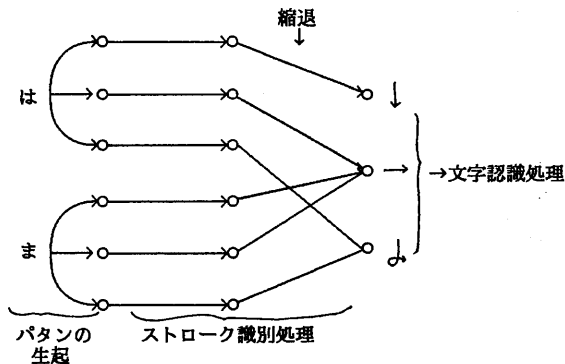 縮退
は
ま
→文字認識処理
パタンの
生起
ストローク識別処理